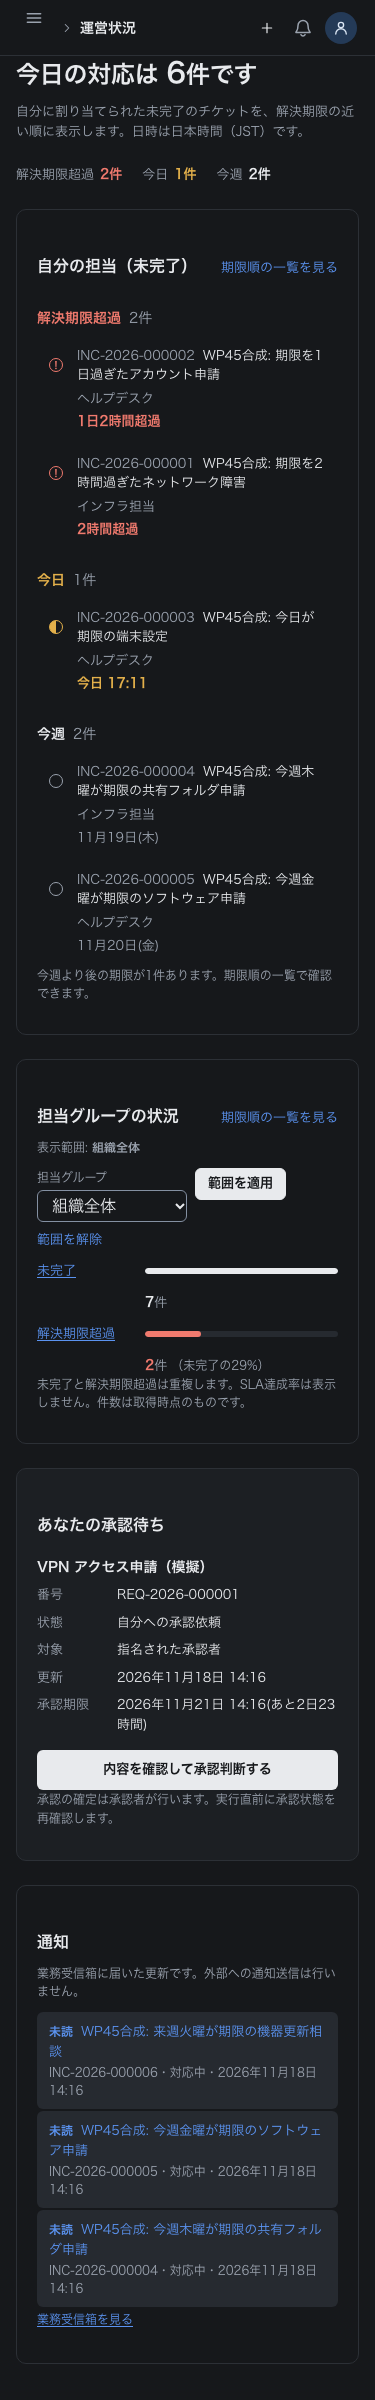 運営状況
今日の対応は 6件です
自分に割り当てられた未完了のチケットを、解決期限の近
い順に表示します。日時は日本時間（JST）です。
解決期限超過 2件 今日 1件 今週 2件
自分の担当（未完了） 期限順の一覧を見る
解決期限超過 2件
INC-2026-000002 WP45合成: 期限を1
日過ぎたアカウント申請
ヘルプデスク
1日2時間超過
INC-2026-000001 WP45合成: 期限を2
時間過ぎたネットワーク障害
インフラ担当
2時間超過
今日 1件
INC-2026-000003 WP45合成: 今日が
期限の端末設定
ヘルプデスク
今日 17:11
今週 2件
INC-2026-000004 WP45合成: 今週木
曜が期限の共有フォルダ申請
インフラ担当
11月19日(木)
INC-2026-000005 WP45合成: 今週金
曜が期限のソフトウェア申請
ヘルプデスク
11月20日(金)
今週より後の期限が1件あります。期限順の一覧で確認
できます。
担当グループの状況 期限順の一覧を見る
表示範囲: 組織全体
担当グループ
組織全体 範囲を適用
範囲を解除
未完了
7件
解決期限超過
2件 （未完了の29%）
未完了と解決期限超過は重複します。SLA達成率は表示
しません。件数は取得時点のものです。
あなたの承認待ち
VPN アクセス申請（模擬）
番号 REQ-2026-000001
状態 自分への承認依頼
対象 指名された承認者
更新 2026年11月18日 14:16
承認期限 2026年11月21日 14:16(あと2日23
時間)
内容を確認して承認判断する
承認の確定は承認者が行います。実行直前に承認状態を
再確認します。
通知
業務受信箱に届いた更新です。外部への通知送信は行い
ません。
未読 WP45合成: 来週火曜が期限の機器更新相
談
INC-2026-000006・対応中・2026年11月18日
14:16
未読 WP45合成: 今週金曜が期限のソフトウェ
ア申請
INC-2026-000005・対応中・2026年11月18日
14:16
未読 WP45合成: 今週木曜が期限の共有フォル
ダ申請
INC-2026-000004・対応中・2026年11月18日
14:16
業務受信箱を見る